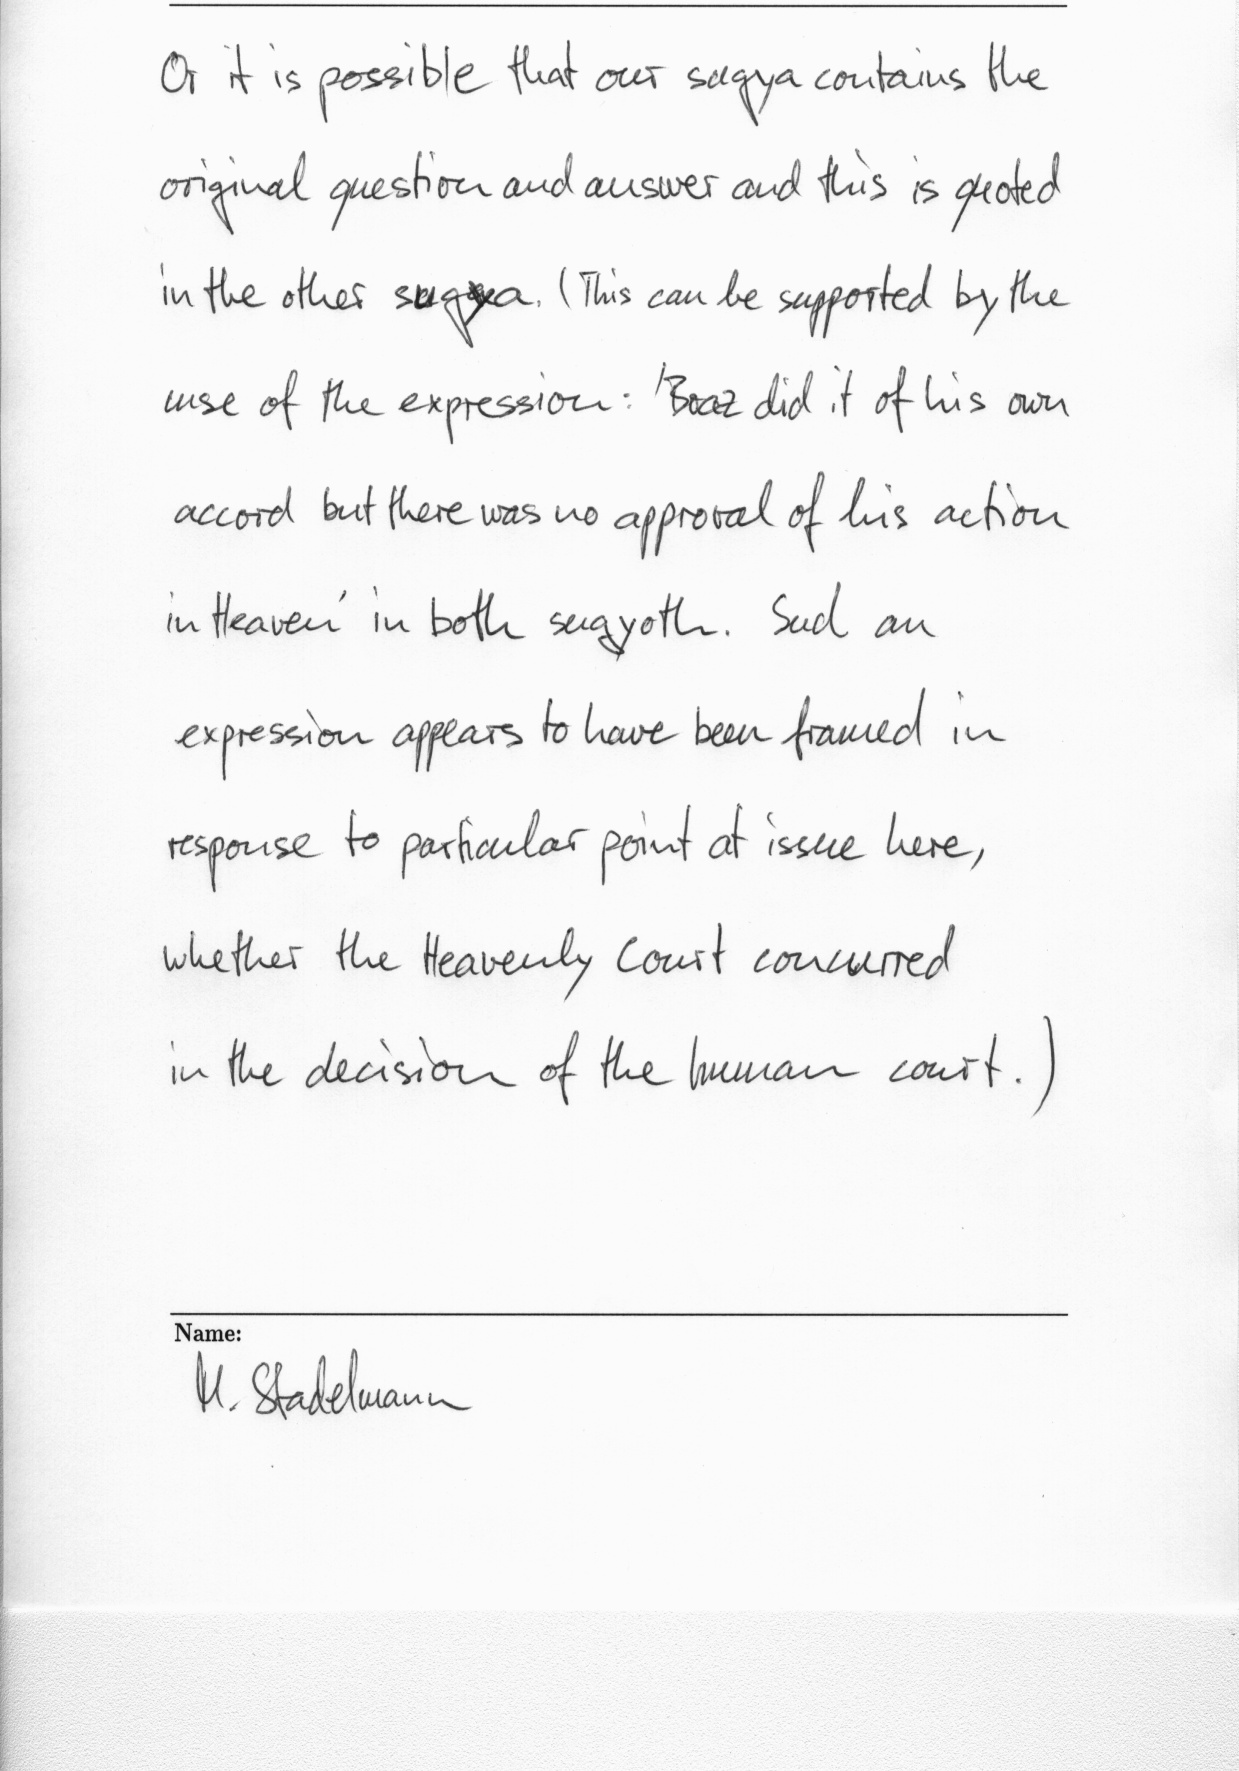 Or it is possible that our sugya contains the
original question and answer and this is quoted
in the other sugya. (This can be supported by the
use of the expression: 'Boaz did it of his own
accord but there was no approval of his action
in Heaven' in both sugyoth. Such an
expression appears to have been framed in
response to particular point at issue here,
whether the Heavenly Court concurred
in the decision of the human court.)
Name:
M. Stadelmann